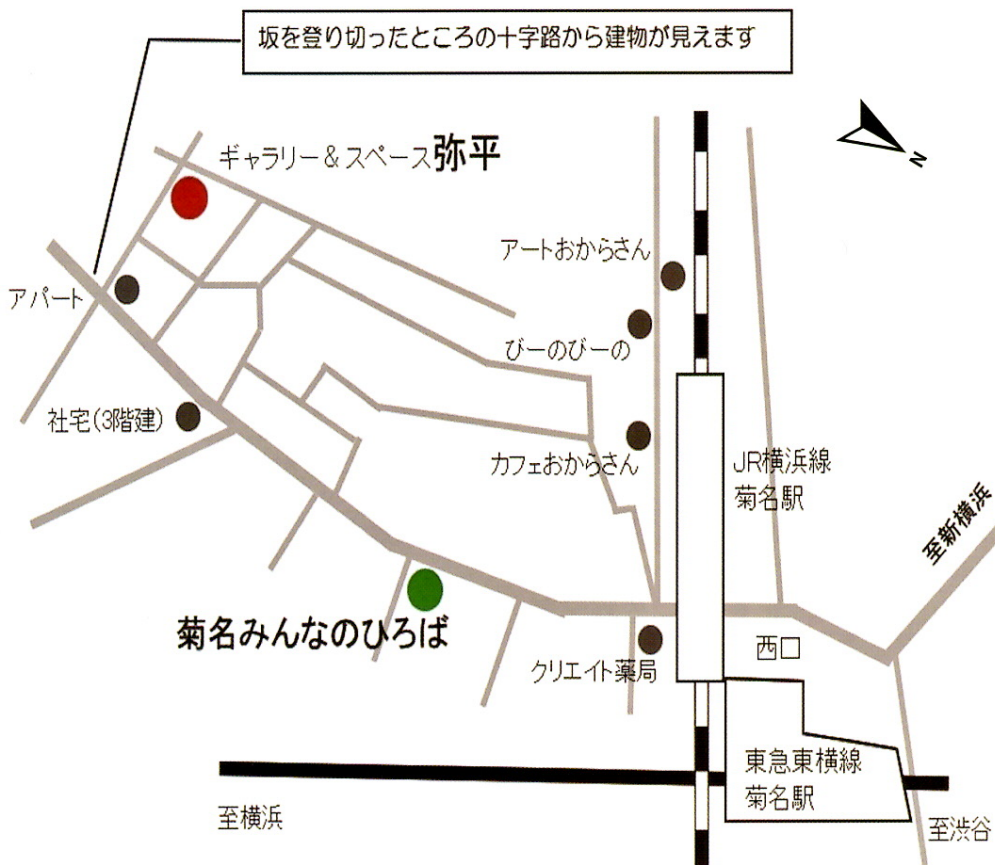 坂を登り切ったところの十字路から建物が見えます
ギャラリー＆スペース弥平
N
アートおからさん
アパート
びーのびーの
社宅(3階建)
カフェおからさん
JR横浜線
菊名駅
至新横浜
菊名みんなのひろば
クリエイト薬局
西口
東急東横線
菊名駅
至横浜
至渋谷